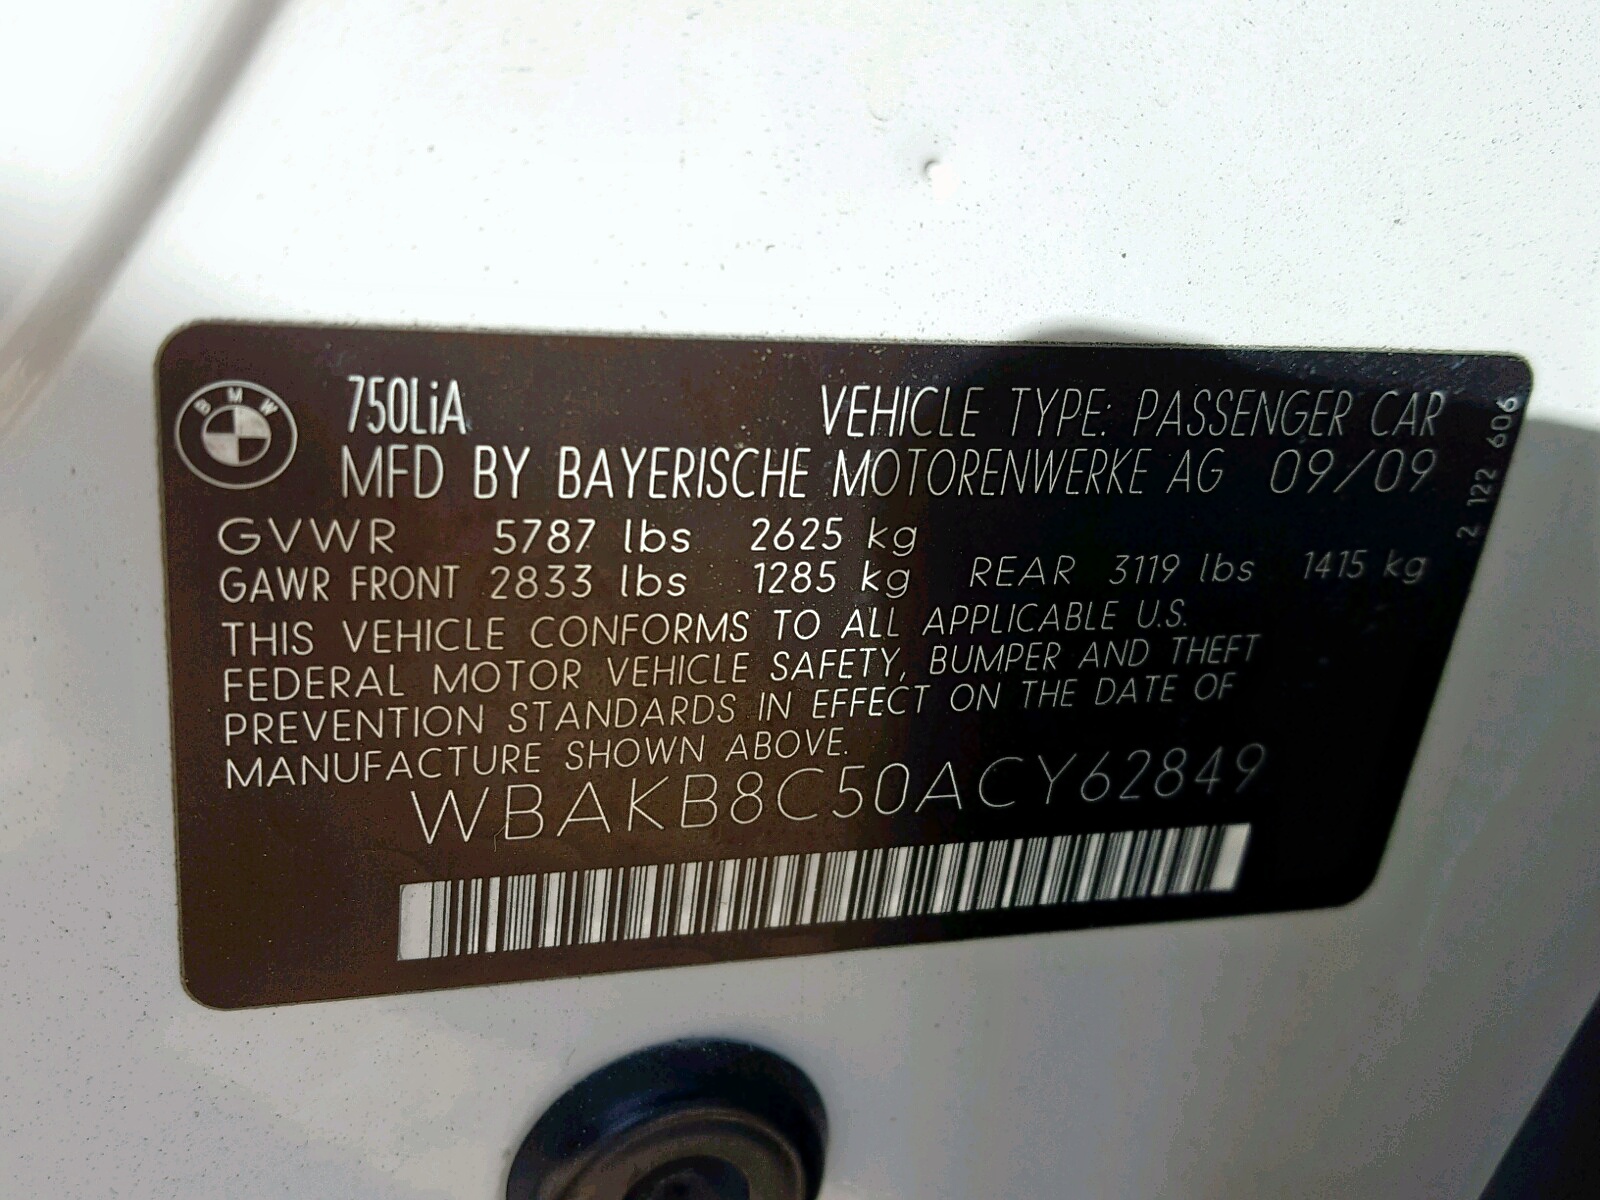 BMW
750LiA VEHICLE TYPE: PASSENGER CAR
MFD BY BAYERISCHE MOTORENWERKE AG 09/09
GVWR 5787 lbs 2625 kg
GAWR FRONT 2833 lbs 1285 kg REAR 3119 lbs 1415 kg
THIS VEHICLE CONFORMS TO ALL APPLICABLE U.S.
FEDERAL MOTOR VEHICLE SAFETY, BUMPER AND THEFT
PREVENTION STANDARDS IN EFFECT ON THE DATE OF
MANUFACTURE SHOWN ABOVE.
WBAKB8C50ACY62849
2 122 606